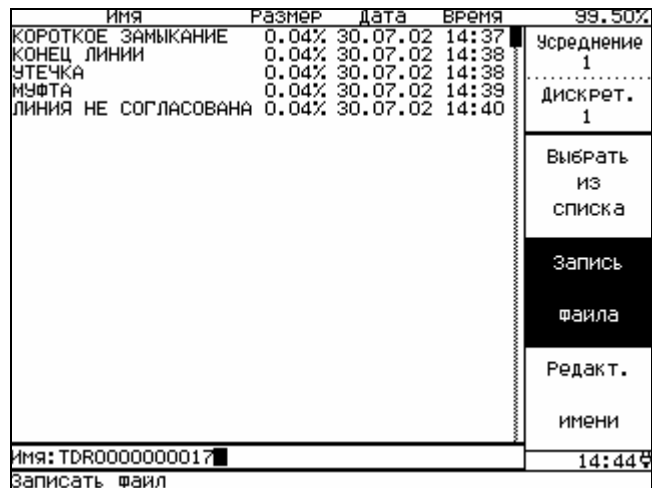 Имя Размер Дата Время 99.50%
КОРОТКОЕ ЗАМЫКАНИЕ 0.04% 30.07.02 14:37
КОНЕЦ ЛИНИИ 0.04% 30.07.02 14:38
УТЕЧКА 0.04% 30.07.02 14:38
МУФТА 0.04% 30.07.02 14:39
ЛИНИЯ НЕ СОГЛАСОВАНА 0.04% 30.07.02 14:40
Усреднение
1
Дискрет.
1
Выбрать
из
списка
Запись
файла
Редакт.
имени
Имя:TDR0000000017
14:44
Записать файл